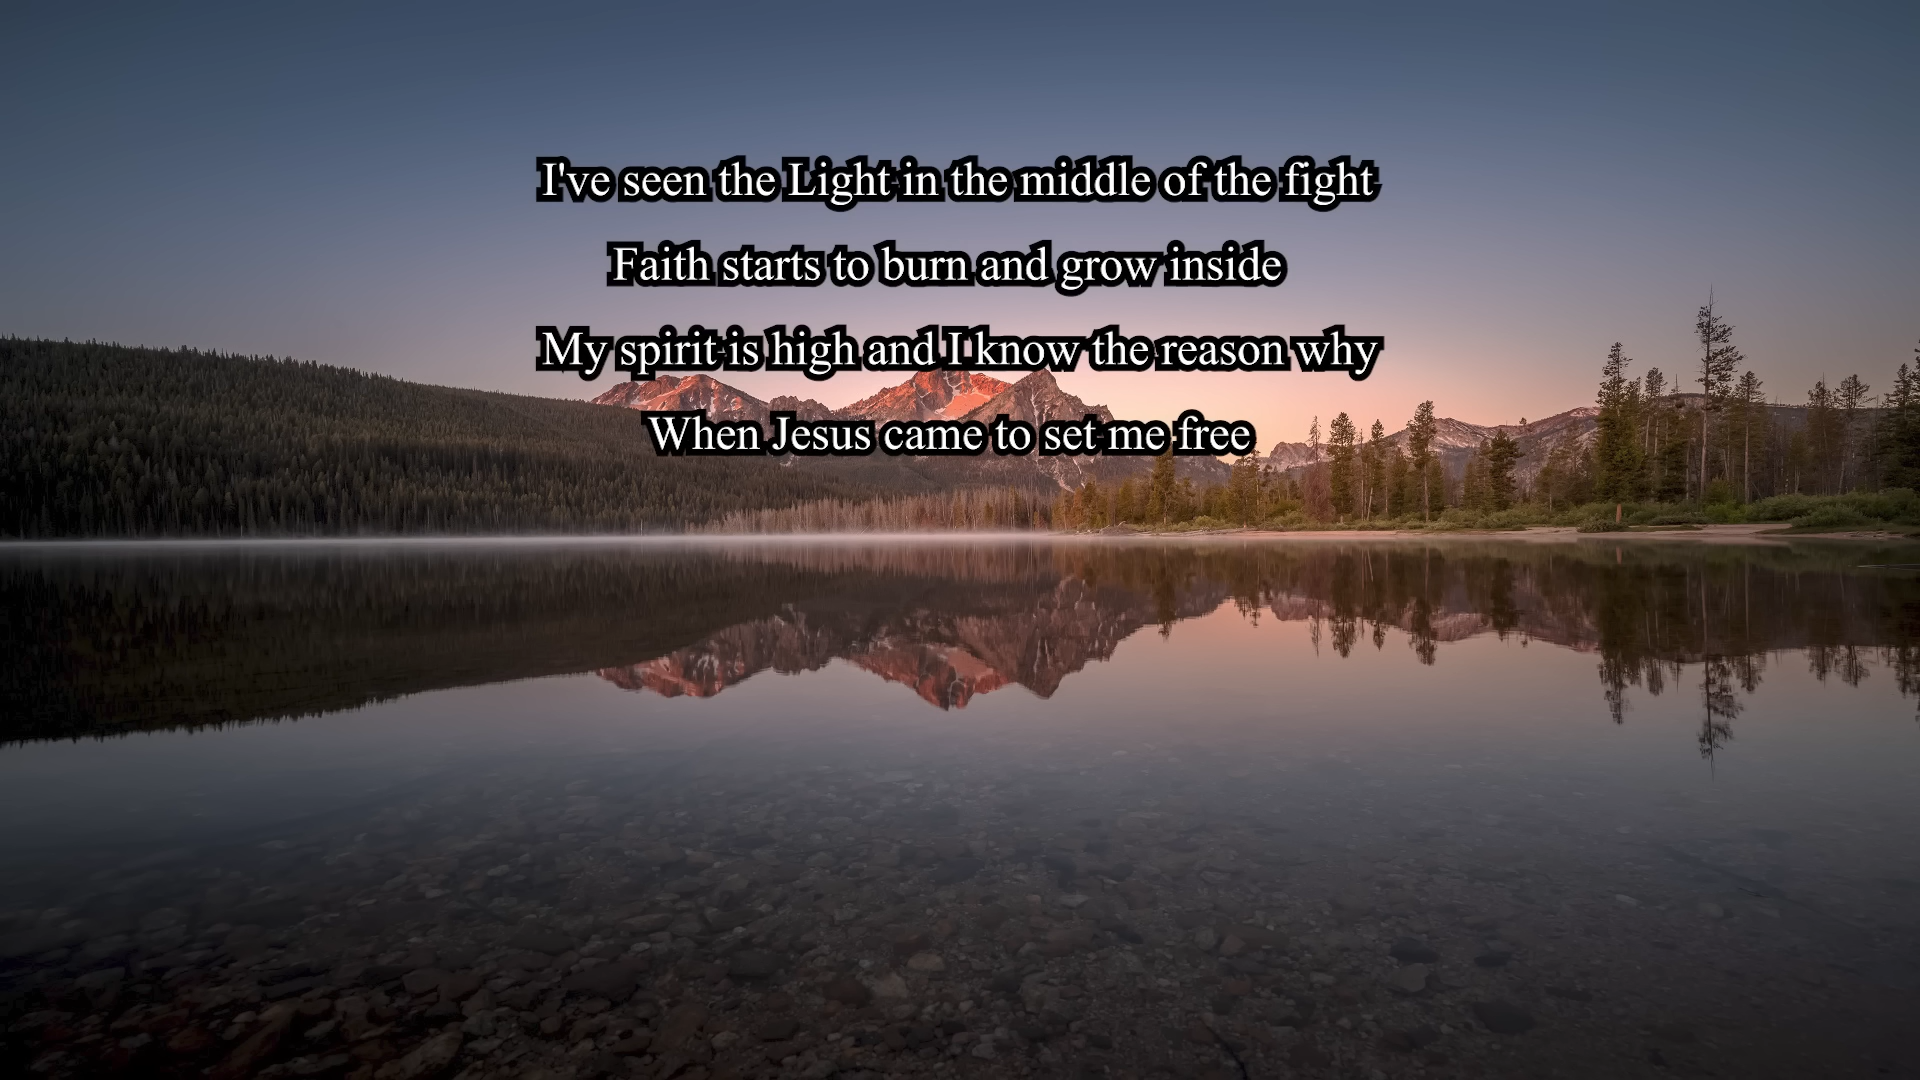 I've seen the Light in the middle of the fight
Faith starts to burn and grow inside
My spirit is high and I know the reason why
When Jesus came to set me free